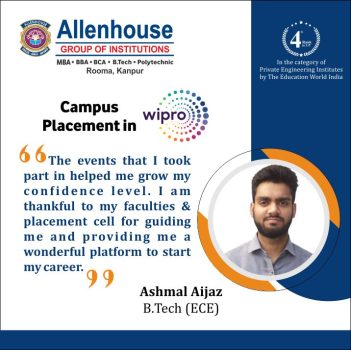 Allenhouse
GROUP OF INSTITUTIONS
MBA • BBA • BCA • B.Tech • Polytechnic
Rooma, Kanpur
4th
In the category of
Private Engineering Institutes
by The Education World India
Campus
Placement in
wipro
“The events that I took
part in helped me grow my
confidence level. I am
thankful to my faculties &
placement cell for guiding
me and providing me a
wonderful platform to start
my career.”
Ashmal Aijaz
B.Tech (ECE)